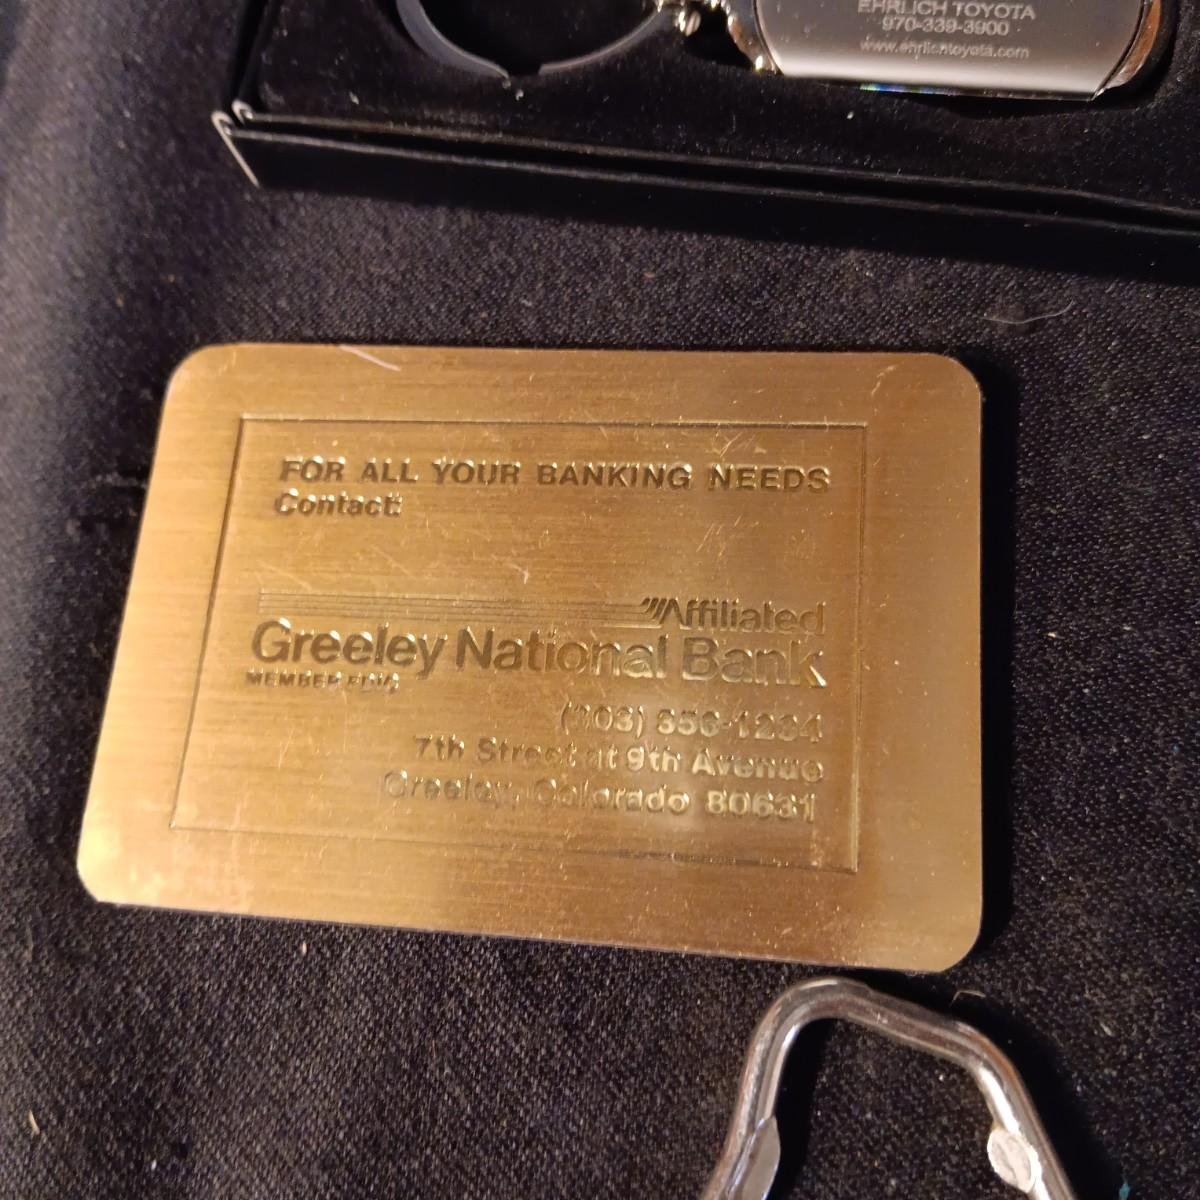 EHRLICH TOYOTA
970-339-3900
www.ehrlichtoyota.com
FOR ALL YOUR BANKING NEEDS
Contact:
Affiliated
Greeley National Bank
MEMBER FDIC
(303) 356-1234
7th Street at 9th Avenue
Greeley, Colorado 80631